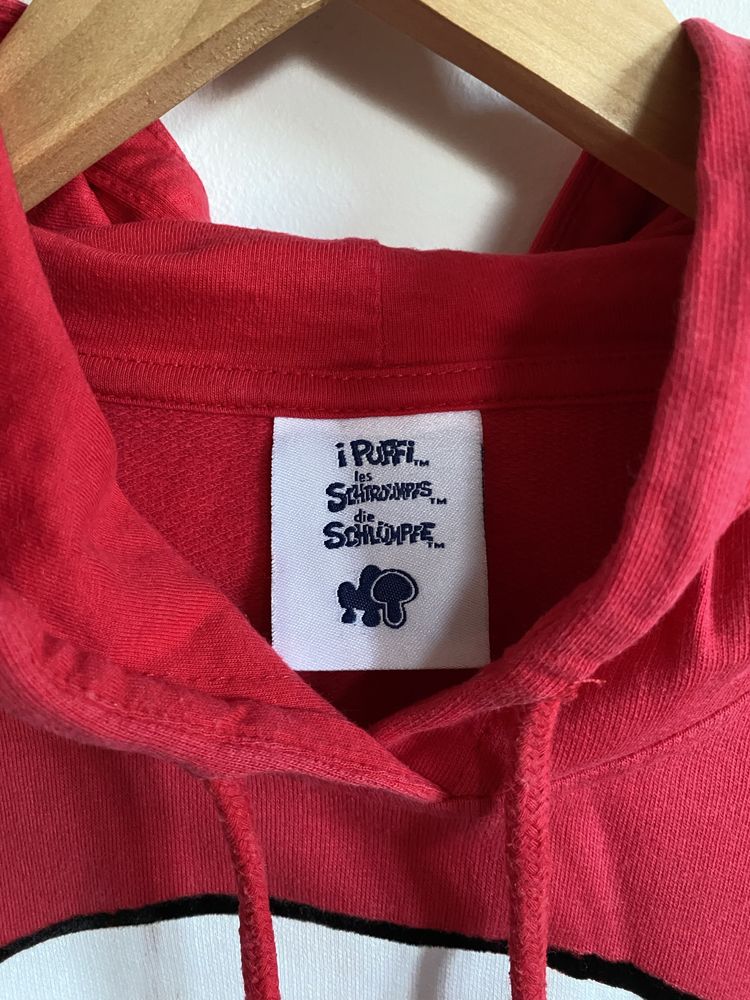 i PUFFi™
les
SCHTROUMPFS™
die
SCHLÜMPFE™